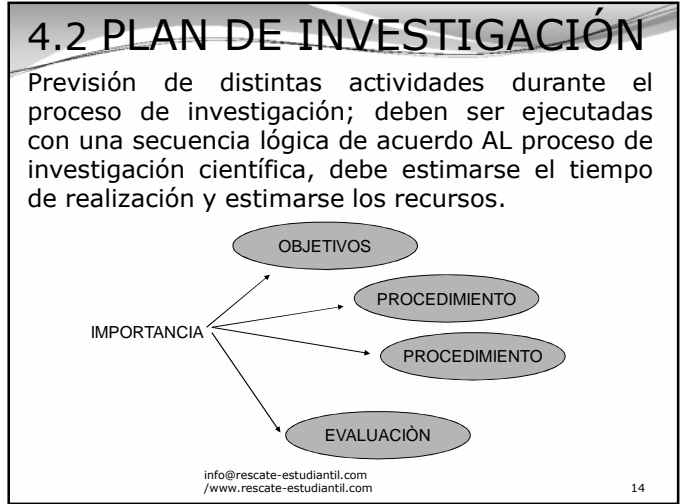 4.2 PLAN DE INVESTIGACIÓN
Previsión de distintas actividades durante el
proceso de investigación; deben ser ejecutadas
con una secuencia lógica de acuerdo AL proceso de
investigación científica, debe estimarse el tiempo
de realización y estimarse los recursos.
OBJETIVOS
PROCEDIMIENTO
IMPORTANCIA
PROCEDIMIENTO
EVALUACIÒN
info@rescate-estudiantil.com
/www.rescate-estudiantil.com
14